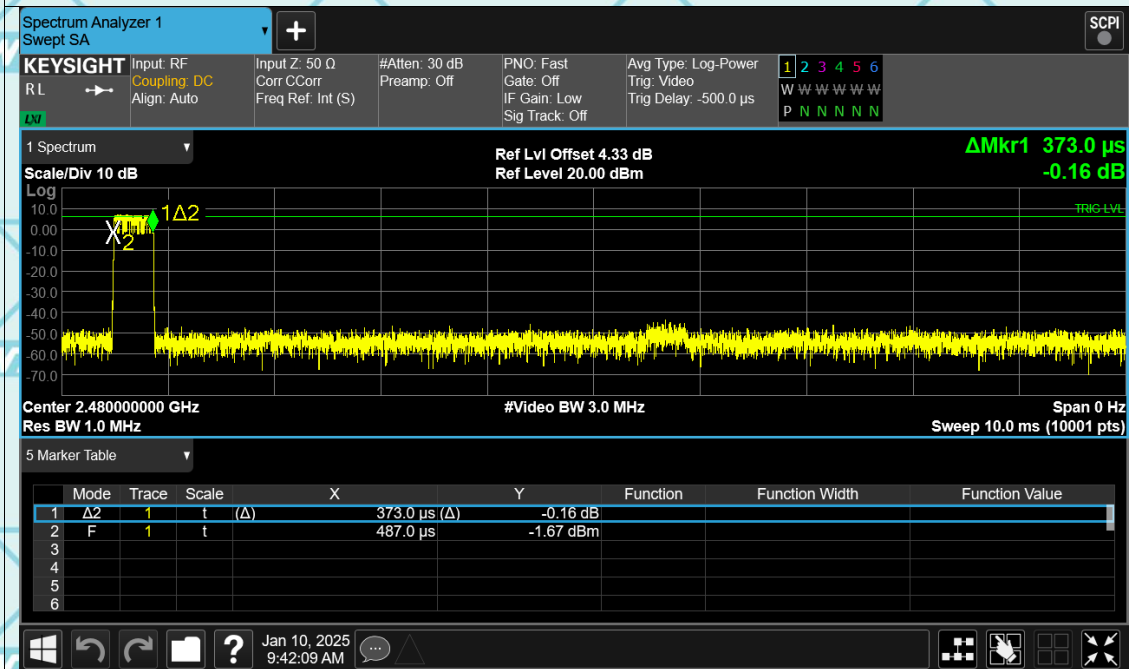 Spectrum Analyzer 1
Swept SA
+
SCPI
KEYSIGHT
RL
LXI
Input: RF
Coupling: DC
Align: Auto
Input Z: 50 Ω
Corr CCorr
Freq Ref: Int (S)
#Atten: 30 dB
Preamp: Off
PNO: Fast
Gate: Off
IF Gain: Low
Sig Track: Off
Avg Type: Log-Power
Trig: Video
Trig Delay: -500.0 µs
1 2 3 4 5 6
W W W W W W
P N N N N N
1 Spectrum
Scale/Div 10 dB
Ref Lvl Offset 4.33 dB
Ref Level 20.00 dBm
ΔMkr1 373.0 µs
-0.16 dB
Log
10.0
0.00
-10.0
-20.0
-30.0
-40.0
-50.0
-60.0
-70.0
1Δ2
2
TRIG LVL
Center 2.480000000 GHz
#Video BW 3.0 MHz
Span 0 Hz
Res BW 1.0 MHz
Sweep 10.0 ms (10001 pts)
5 Marker Table
Mode Trace Scale X Y Function Function Width Function Value
1 Δ2 1 t (Δ) 373.0 µs (Δ) -0.16 dB
2 F 1 t 487.0 µs -1.67 dBm
3
4
5
6
?
Jan 10, 2025
9:42:09 AM